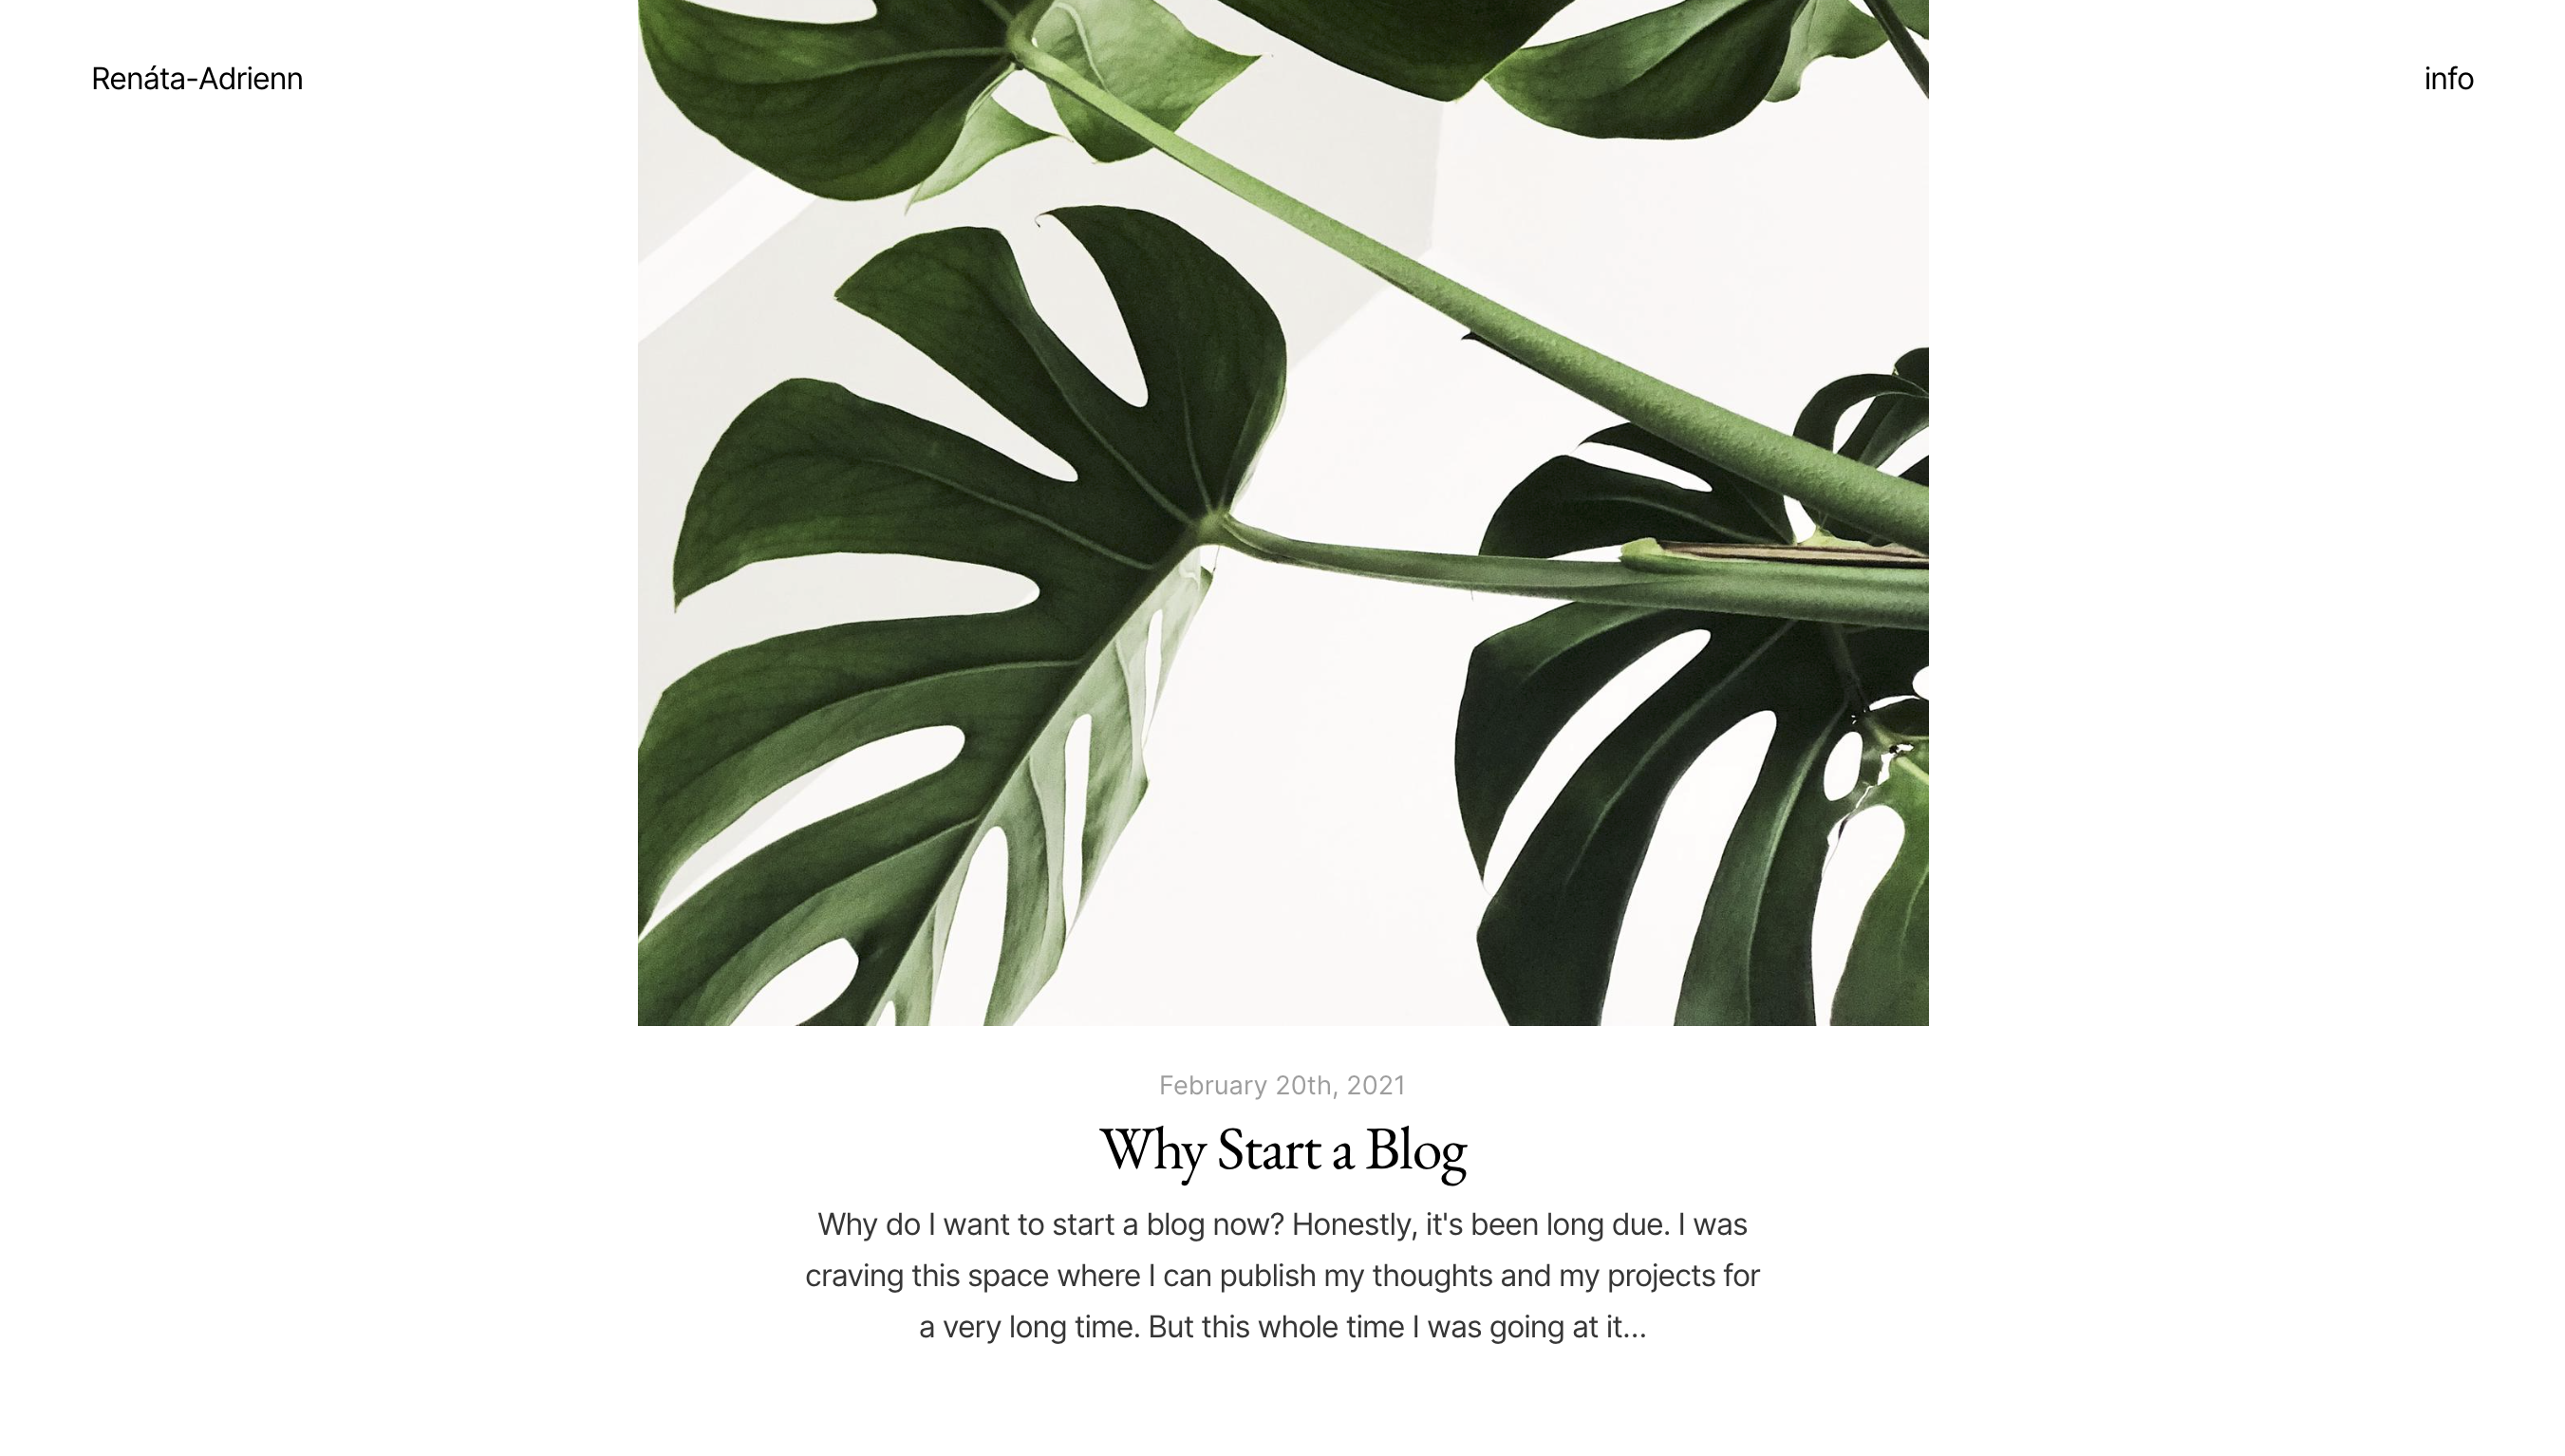 Renáta-Adrienn
info
February 20th, 2021
Why Start a Blog
Why do I want to start a blog now? Honestly, it's been long due. I was
craving this space where I can publish my thoughts and my projects for
a very long time. But this whole time I was going at it...